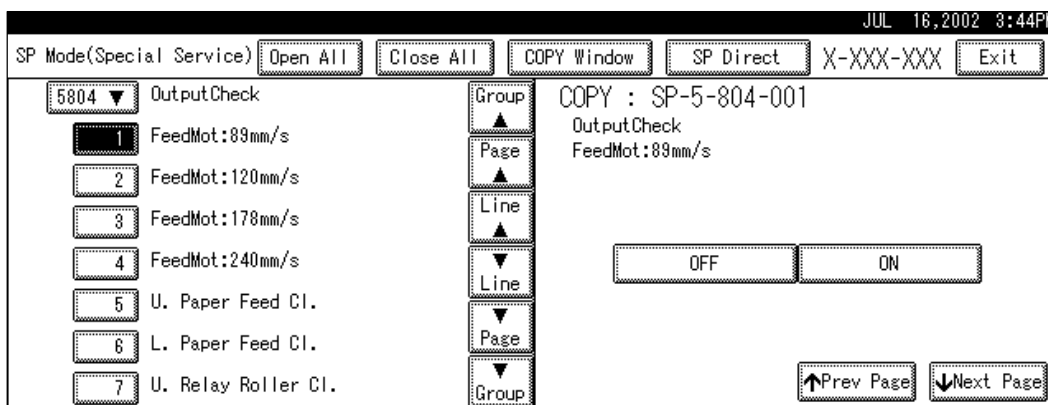 JUL 16,2002 3:44P
SP Mode(Special Service) Open All Close All COPY Window SP Direct X-XXX-XXX Exit
5804 ▼ OutputCheck
1 FeedMot:89mm/s
2 FeedMot:120mm/s
3 FeedMot:178mm/s
4 FeedMot:240mm/s
5 U. Paper Feed Cl.
6 L. Paper Feed Cl.
7 U. Relay Roller Cl.
Group
▲
Page
▲
Line
▲
▼
Line
▼
Page
▼
Group
COPY : SP-5-804-001
OutputCheck
FeedMot:89mm/s
OFF ON
↑Prev Page ↓Next Page